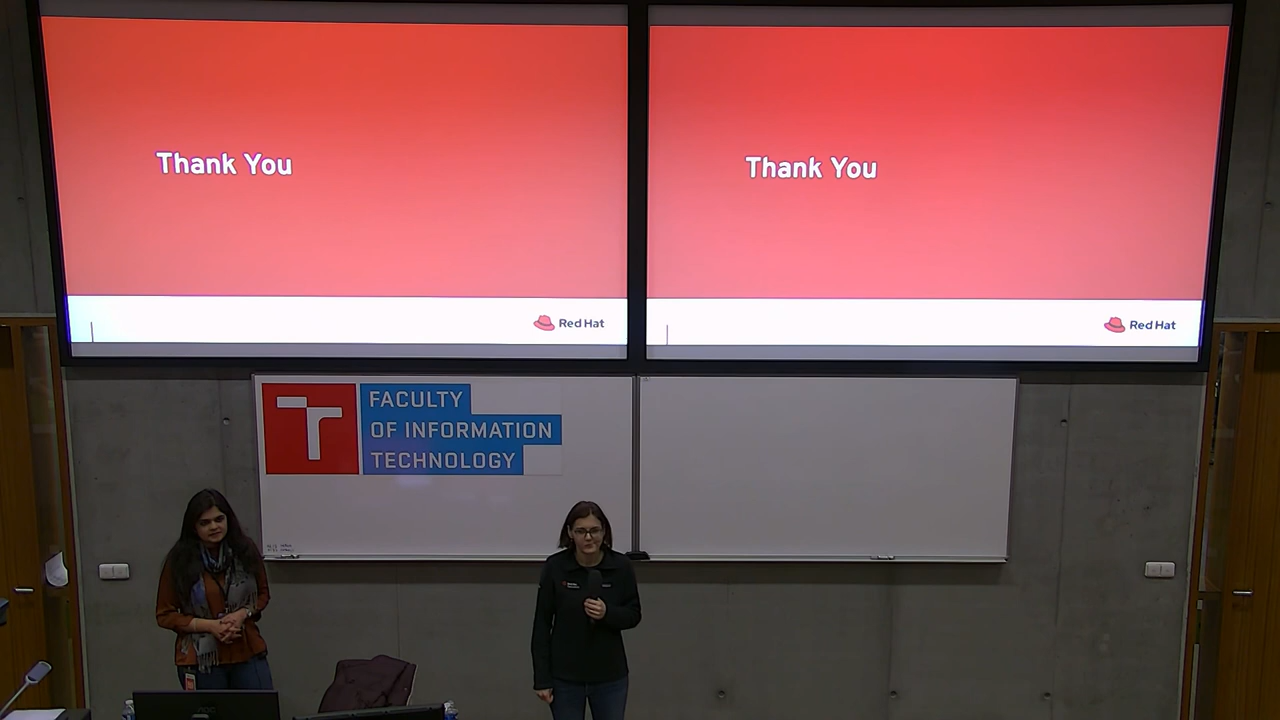 Thank You
Red Hat
Thank You
Red Hat
FACULTY
OF INFORMATION
TECHNOLOGY